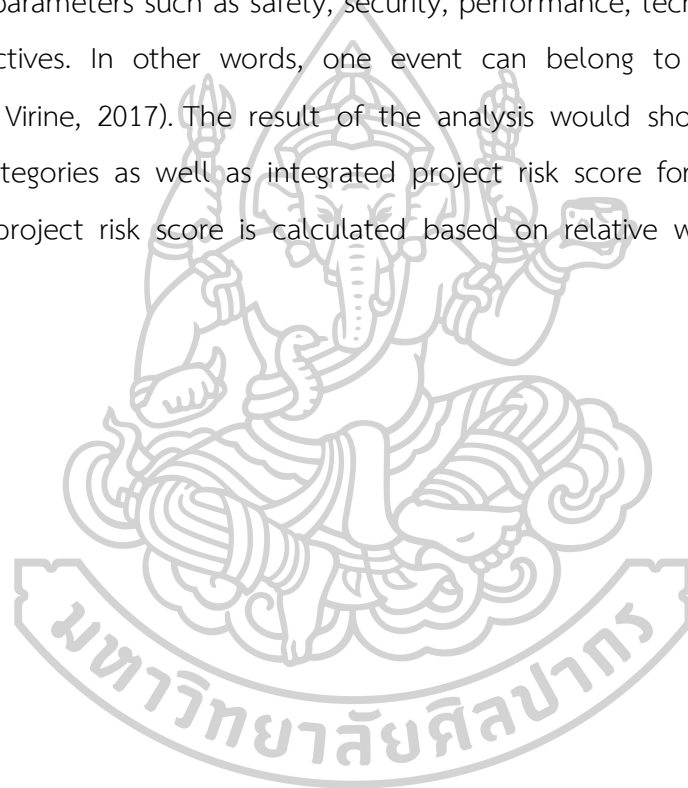 parameters such as safety, security, performance, tech
ctives. In other words, one event can belong to
Virine, 2017). The result of the analysis would sho
tegories as well as integrated project risk score for
project risk score is calculated based on relative w
มหาวิทยาลัยศิลปากร